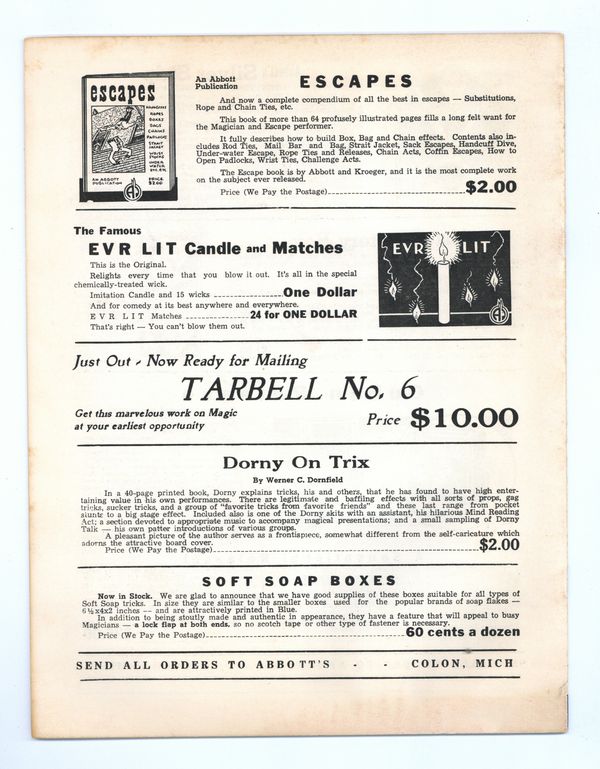 escapes
HANDCUFFS
ROPES
BOXES
BAGS
CHAINS
PADLOCKS
STRAIT
JACKET
WRIST
STOCKS
UNDER
WATER
ETC. ETC.
AN ABBOTT
PUBLICATION
PRICE
$2.00
An Abbott
Publication
ESCAPES
And now a complete compendium of all the best in escapes — Substitutions,
Rope and Chain Ties, etc.
This book of more than 64 profusely illustrated pages fills a long felt want for
the Magician and Escape performer.
It fully describes how to build Box, Bag and Chain effects. Contents also in-
cludes Rod Ties, Mail Bar and Bag, Strait Jacket, Sack Escapes, Handcuff Dive,
Under-water Escape, Rope Ties and Releases, Chain Acts, Coffin Escapes, How to
Open Padlocks, Wrist Ties, Challenge Acts.
The Escape book is by Abbott and Kroeger, and it is the most complete work
on the subject ever released.
Price (We Pay the Postage)--------------------$2.00
The Famous
EVR LIT Candle and Matches
This is the Original.
Relights every time that you blow it out. It's all in the special
chemically-treated wick.
Imitation Candle and 15 wicks ----------------One Dollar
And for comedy at its best anywhere and everywhere.
EVR LIT Matches ----------------24 for ONE DOLLAR
That's right — You can't blow them out.
EVR LIT
Just Out - Now Ready for Mailing
TARBELL No. 6
Get this marvelous work on Magic
at your earliest opportunity
Price $10.00
Dorny On Trix
By Werner C. Dornfield
In a 40-page printed book, Dorny explains tricks, his and others, that he has found to have high enter-
taining value in his own performances. There are legitimate and baffling effects with all sorts of props, gag
tricks, sucker tricks, and a group of "favorite tricks from favorite friends" and these last range from pocket
stunts to a big stage effect. Included also is one of the Dorny skits with an assistant, his hilarious Mind Reading
Act; a section devoted to appropriate music to accompany magical presentations; and a small sampling of Dorny
Talk — his own patter introductions of various groups.
A pleasant picture of the author serves as a frontispiece, somewhat different from the self-caricature which
adorns the attractive board cover.
Price (We Pay the Postage)--------------------$2.00
SOFT SOAP BOXES
Now in Stock. We are glad to announce that we have good supplies of these boxes suitable for all types of
Soft Soap tricks. In size they are similar to the smaller boxes used for the popular brands of soap flakes —
6½x4x2 inches — and are attractively printed in Blue.
In addition to being stoutly made and authentic in appearance, they have a feature that will appeal to busy
Magicians — a lock flap at both ends, so no scotch tape or other type of fastener is necessary.
Price (We Pay the Postage)--------------------60 cents a dozen
SEND ALL ORDERS TO ABBOTT'S - - COLON, MICH